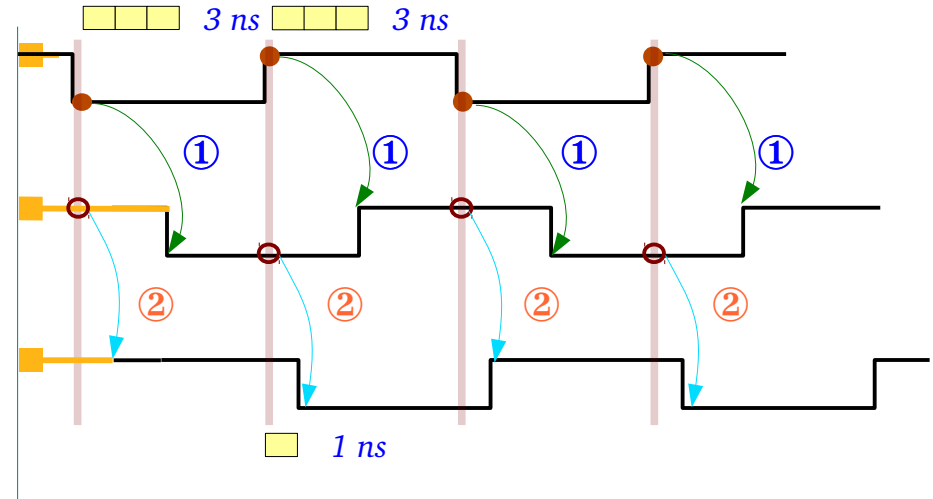 3 ns 3 ns
① ① ① ①
② ② ② ②
1 ns